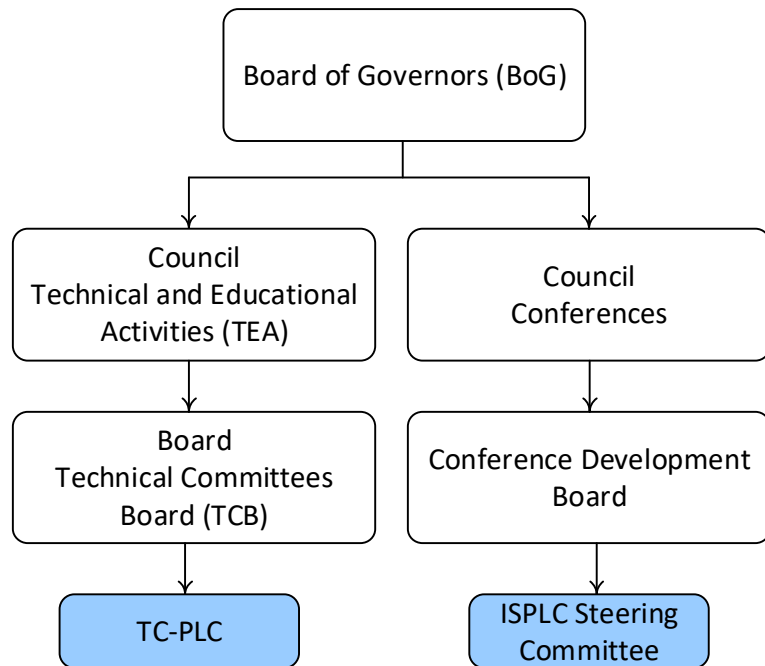 Board of Governors (BoG)
Council
Technical and Educational
Activities (TEA)
Council
Conferences
Board
Technical Committees
Board (TCB)
Conference Development
Board
TC-PLC
ISPLC Steering
Committee